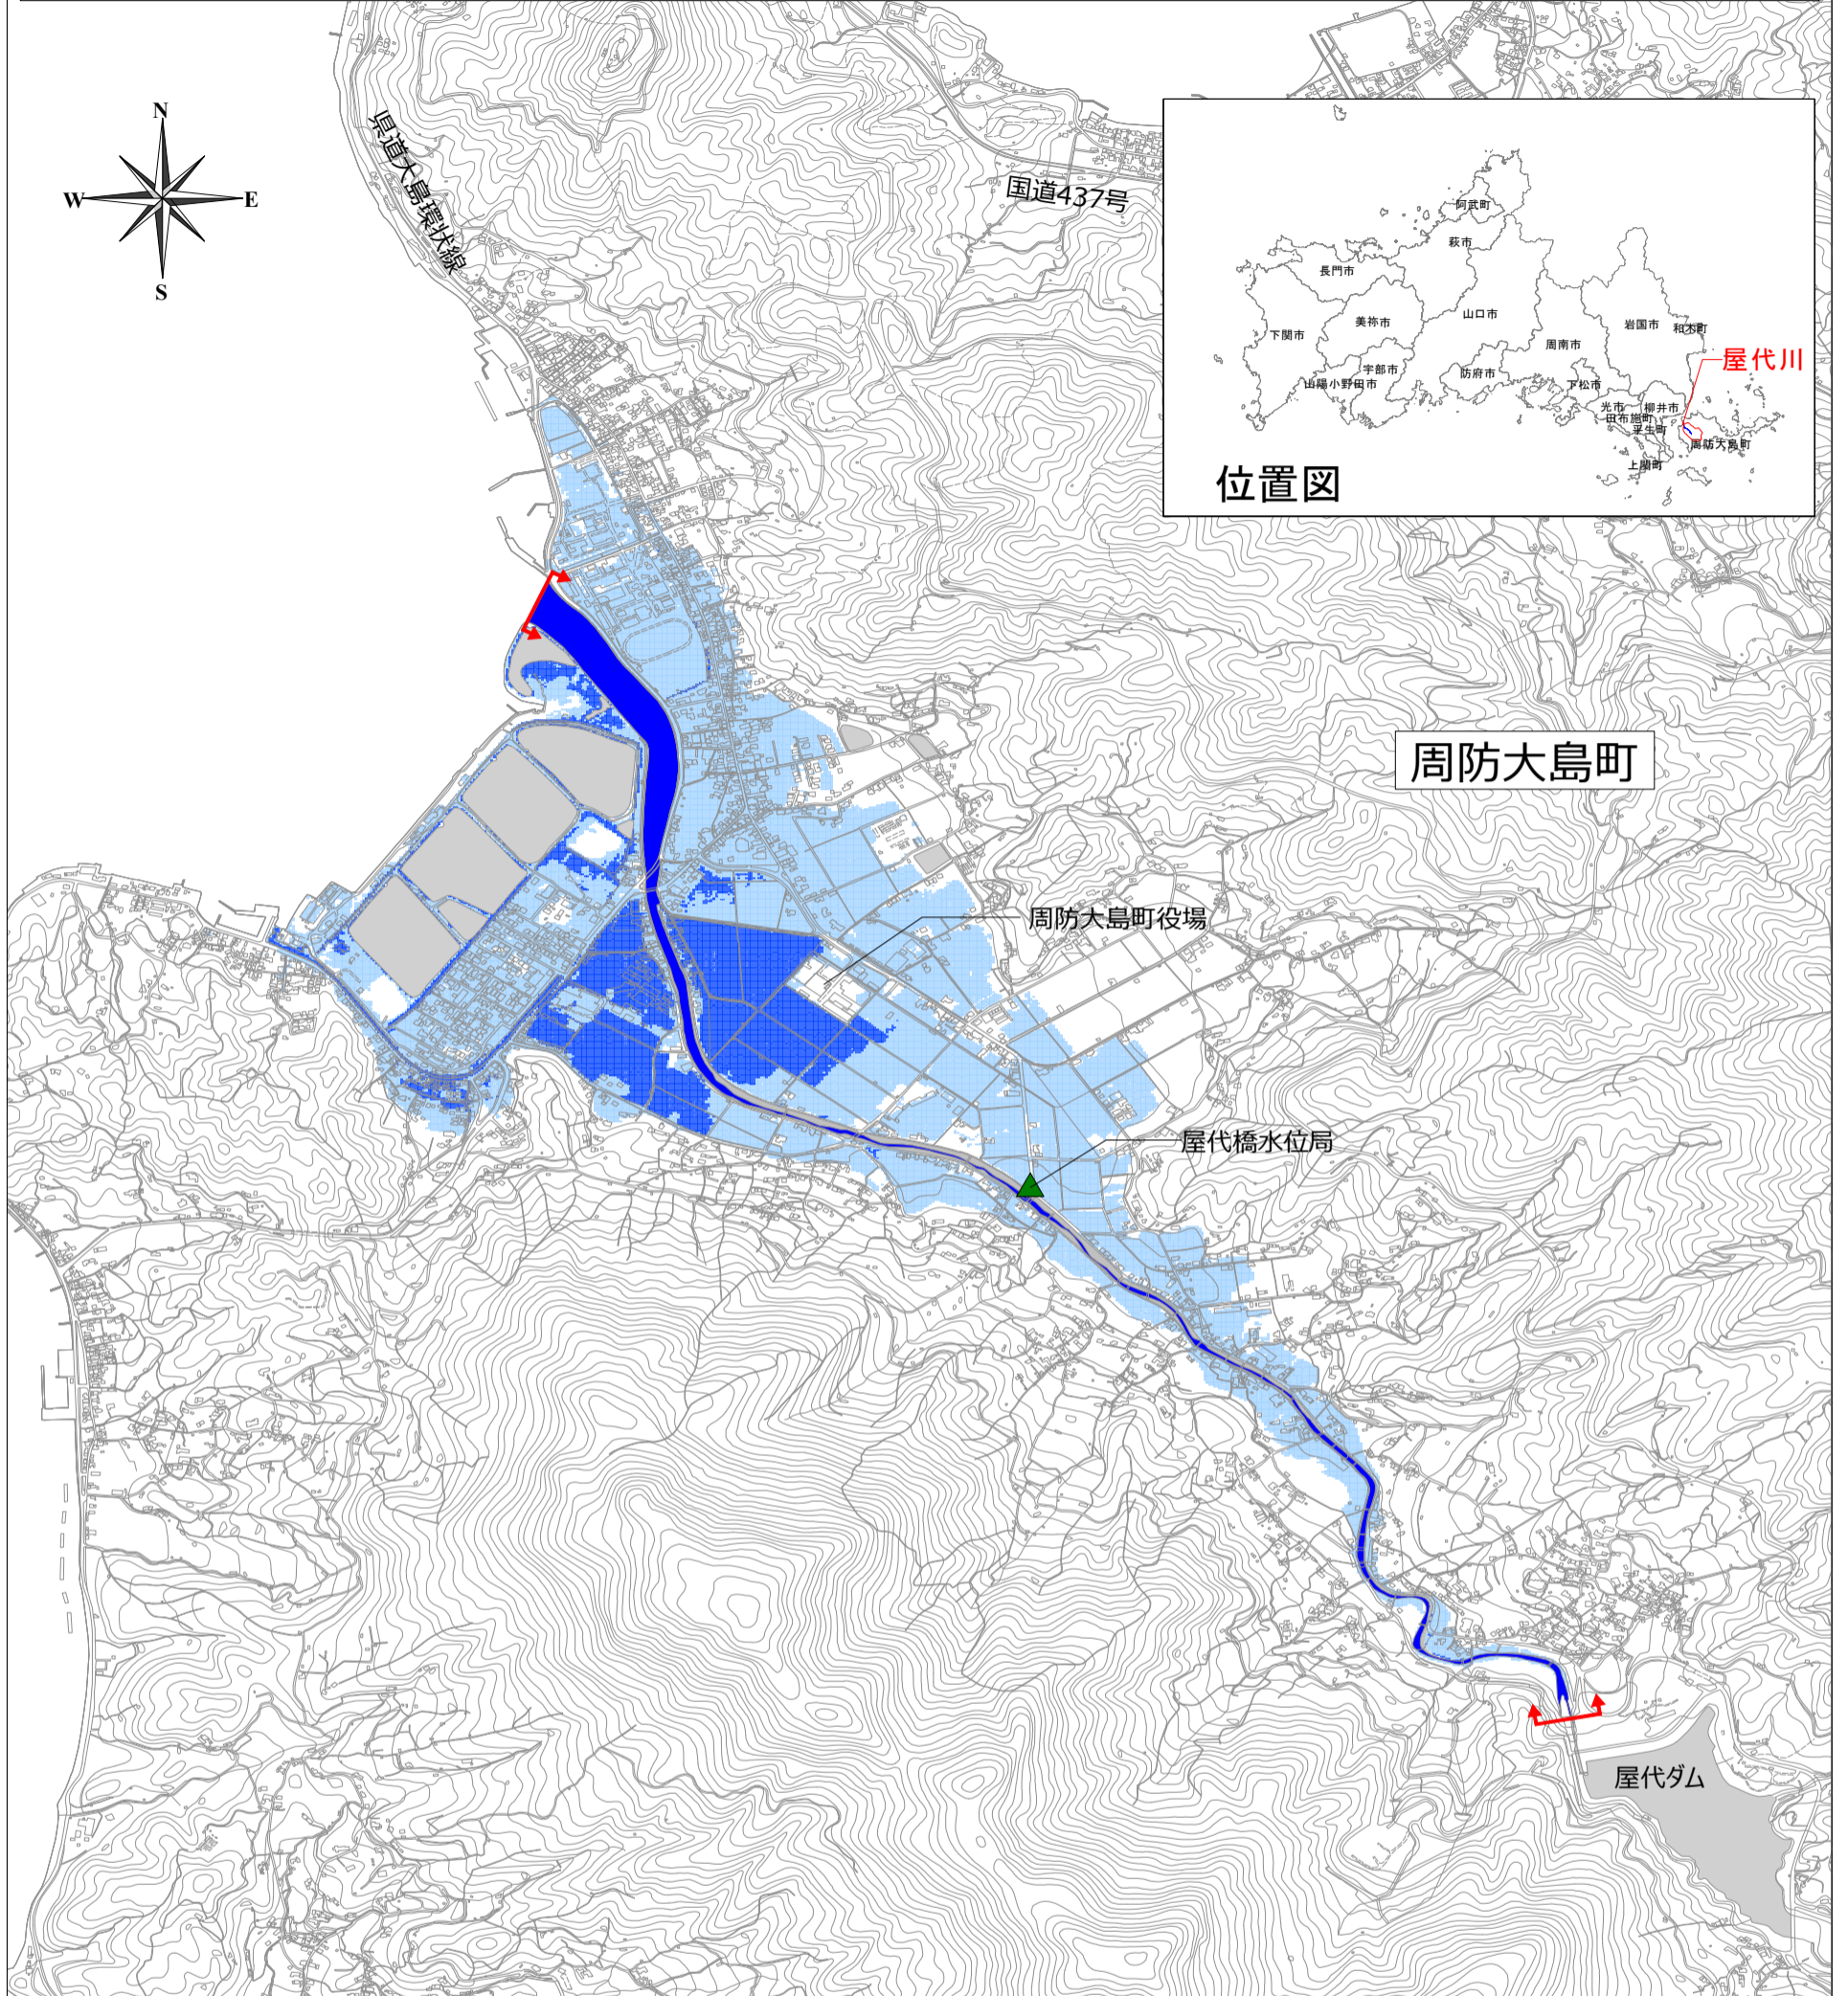 N
W
E
S
県道大島環状線
国道437号
阿武町
萩市
長門市
美祢市
山口市
岩国市
和木町
下関市
周南市
屋代川
宇部市
防府市
山陽小野田市
下松市
光市
柳井市
田布施町
平生町
周防大島町
上関町
位置図
周防大島町
周防大島町役場
屋代橋水位局
屋代ダム